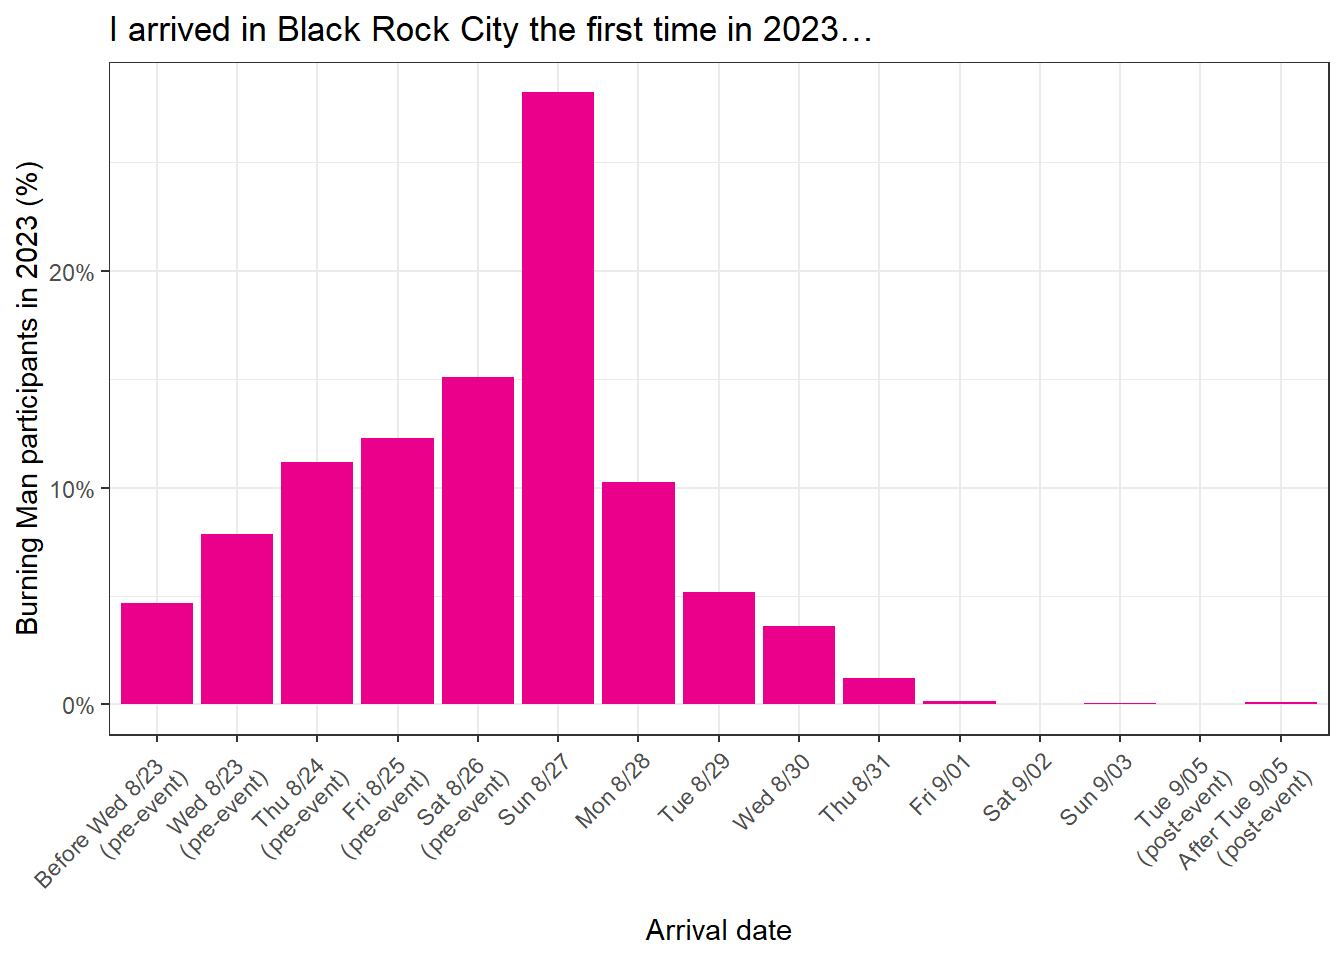 I arrived in Black Rock City the first time in 2023…
Burning Man participants in 2023 (%)
20%
10%
0%
Before Wed 8/23
(pre-event)
Wed 8/23
(pre-event)
Thu 8/24
(pre-event)
Fri 8/25
(pre-event)
Sat 8/26
(pre-event)
Sun 8/27
Mon 8/28
Tue 8/29
Wed 8/30
Thu 8/31
Fri 9/01
Sat 9/02
Sun 9/03
Tue 9/05
(post-event)
After Tue 9/05
(post-event)
Arrival date